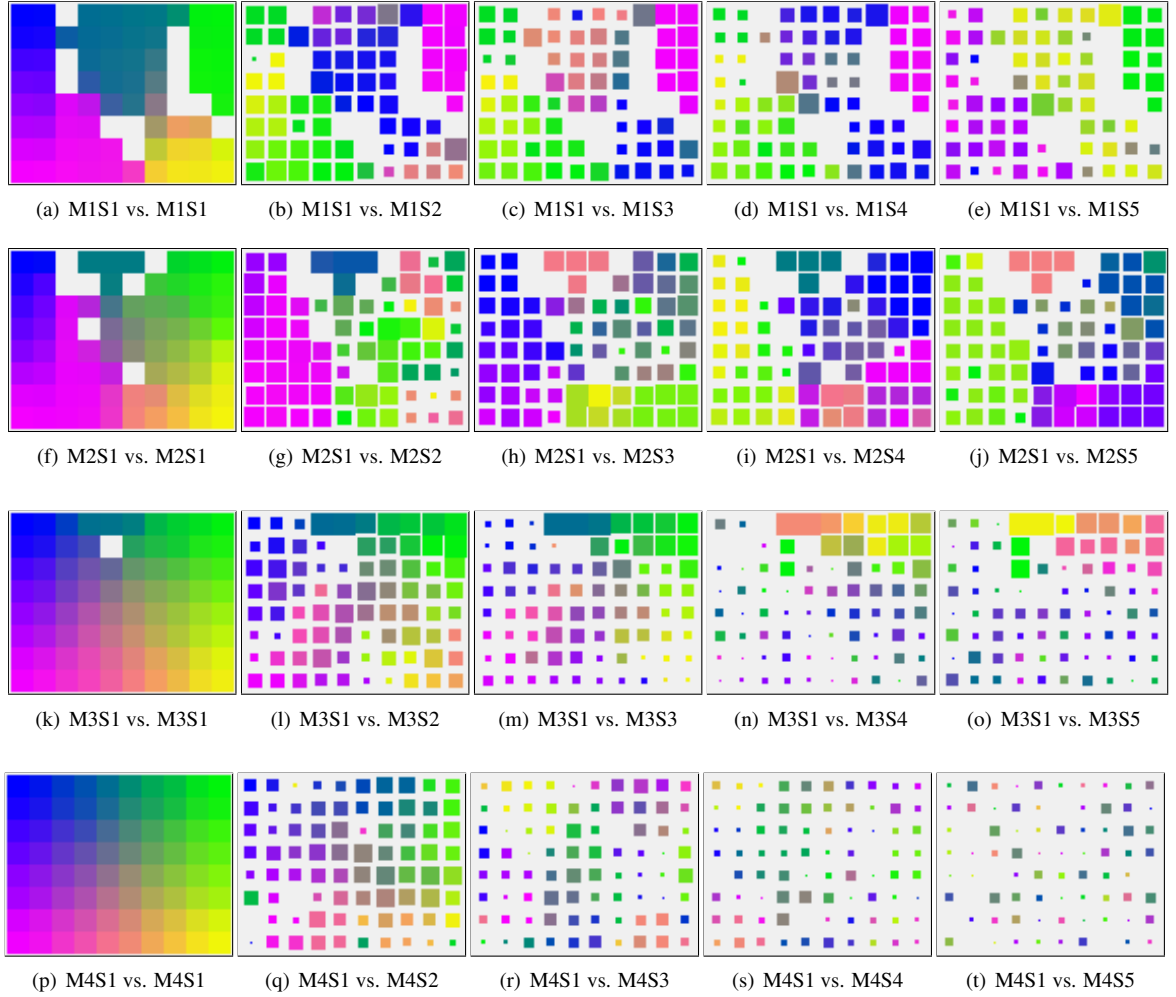 (a) M1S1 vs. M1S1
(b) M1S1 vs. M1S2
(c) M1S1 vs. M1S3
(d) M1S1 vs. M1S4
(e) M1S1 vs. M1S5
(f) M2S1 vs. M2S1
(g) M2S1 vs. M2S2
(h) M2S1 vs. M2S3
(i) M2S1 vs. M2S4
(j) M2S1 vs. M2S5
(k) M3S1 vs. M3S1
(l) M3S1 vs. M3S2
(m) M3S1 vs. M3S3
(n) M3S1 vs. M3S4
(o) M3S1 vs. M3S5
(p) M4S1 vs. M4S1
(q) M4S1 vs. M4S2
(r) M4S1 vs. M4S3
(s) M4S1 vs. M4S4
(t) M4S1 vs. M4S5